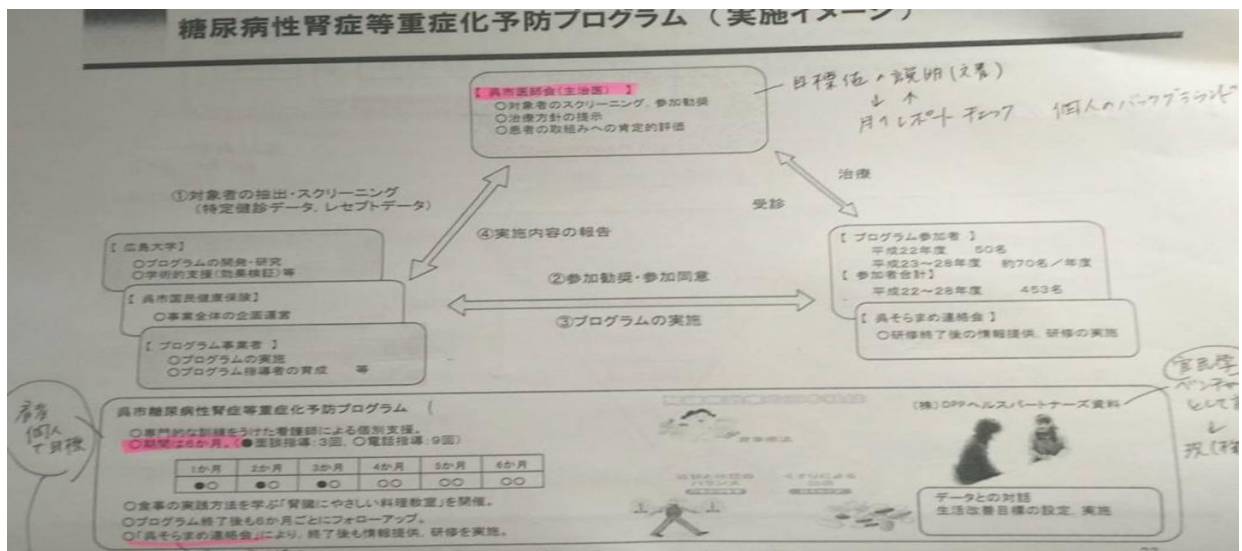 糖尿病性腎症等重症化予防プログラム (実施イメージ)
【 呉市医師会(主治医) 】
○対象者のスクリーニング, 参加勧奨
○治療方針の提示
○患者の取組みへの肯定的評価
目標値の説明(文書)
↓ ↑
月1レポート チェック 個人のバックグランド
①対象者の抽出・スクリーニング
(特定健診データ, レセプトデータ)
治療
受診
④実施内容の報告
【 広島大学】
○プログラムの開発・研究
○学術的支援(効果検証)等
【 呉市国民健康保険】
○事業全体の企画運営
【 プログラム事業者 】
○プログラムの実施
○プログラム指導者の育成 等
②参加勧奨・参加同意
③プログラムの実施
【 プログラム参加者 】
平成22年度 50名
平成23~28年度 約70名/年度
【 参加者合計】
平成22~28年度 453名
【 呉そらまめ連絡会】
○研修終了後の情報提供, 研修の実施
官民学
ベンチャー
として
個人
で目標
呉市糖尿病性腎症等重症化予防プログラム (
○専門的な訓練をうけた看護師による個別支援。
○期間は6か月。(●面談指導:3回, ○電話指導:9回)
1か月 2か月 3か月 4か月 5か月 6か月
●○ ●○ ●○ ○○ ○○ ○○
○食事の実践方法を学ぶ「腎臓にやさしい料理教室」を開催。
○プログラム終了後も6か月ごとにフォローアップ。
○「呉そらまめ連絡会」により, 終了後も情報提供, 研修を実施。
(株)DPPヘルスパートナーズ資料
食事療法
バランス
データとの対話
生活改善目標の設定, 実施